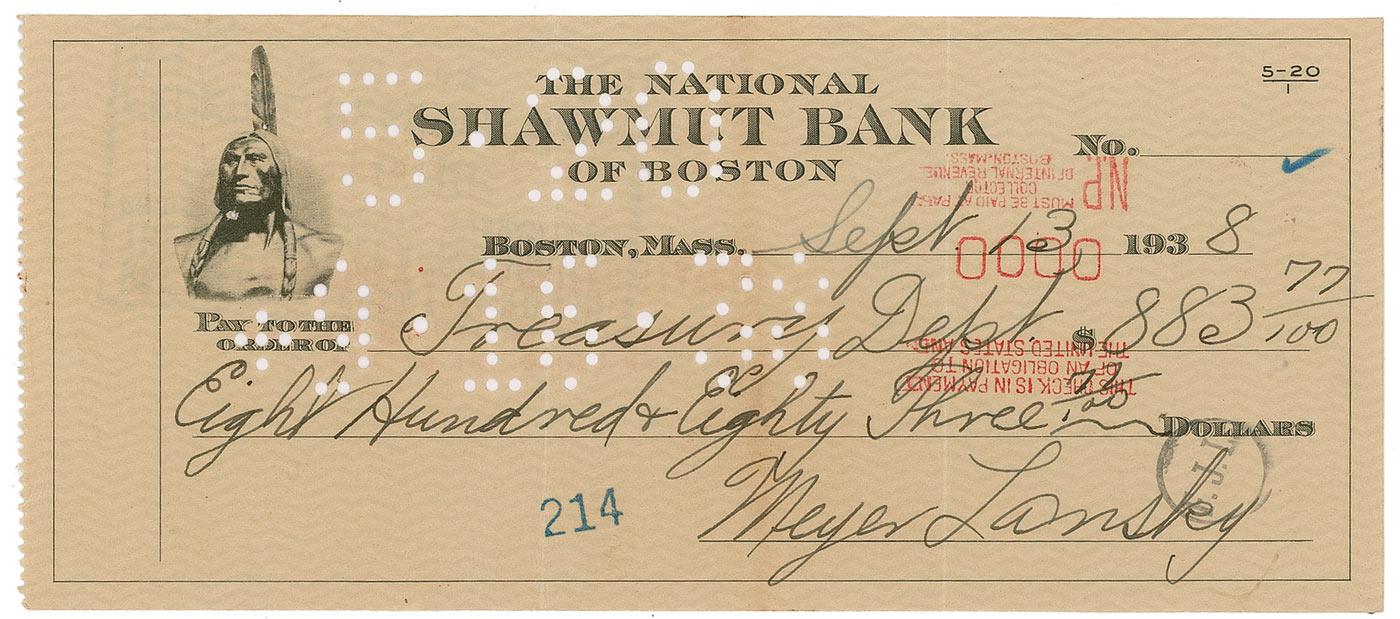 THE NATIONAL
SHAWMUT BANK
OF BOSTON
5-20
1
No.
NP MUST BE PAID AT PAR
COLLECTOR
OF INTERNAL REVENUE
BOSTON, MASS.
BOSTON, MASS. Sept. 13 1938
0000
PAY TO THE
ORDER OF Treasury Dept. $ 883 77/100
THIS CHECK IS IN PAYMENT
OF AN OBLIGATION TO
THE UNITED STATES AND
Eight Hundred & Eighty Three 77/100 DOLLARS
214
Meyer Lansky